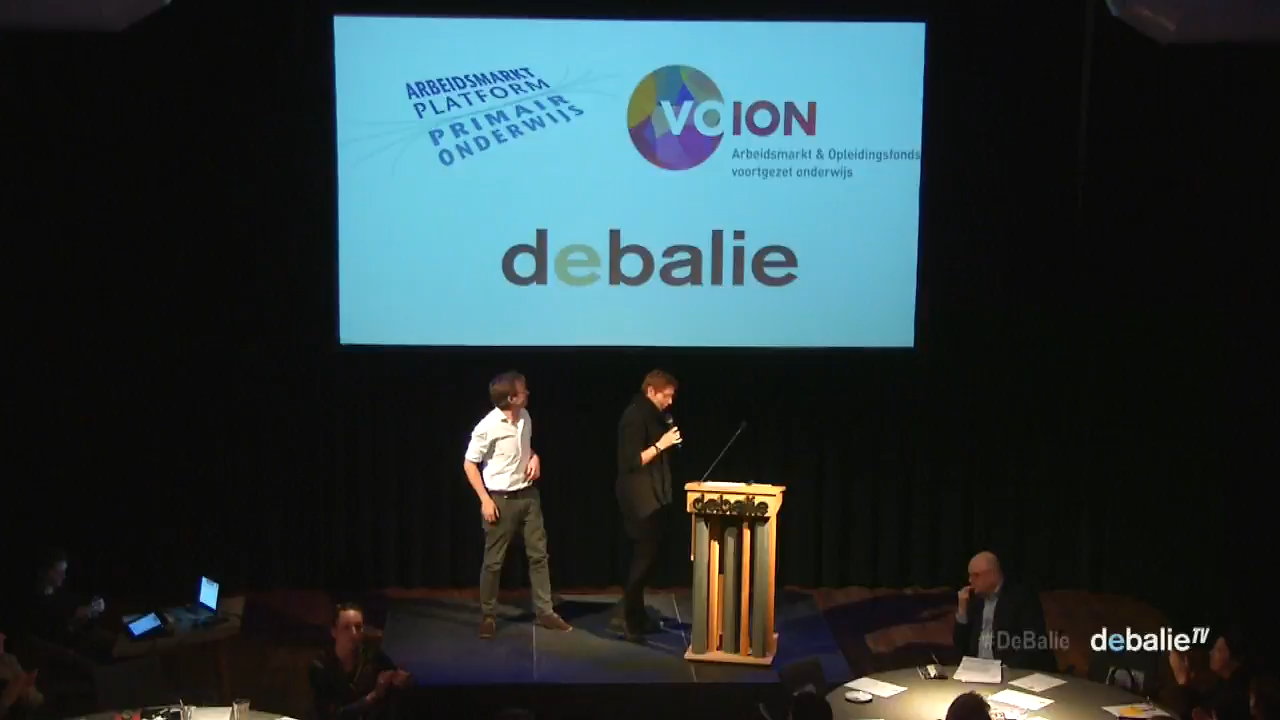 ARBEIDSMARKT
PLATFORM
PRIMAIR
ONDERWIJS
VOION
Arbeidsmarkt & Opleidingsfonds
voortgezet onderwijs
debalie
debalie
#DeBalie
debalieTV